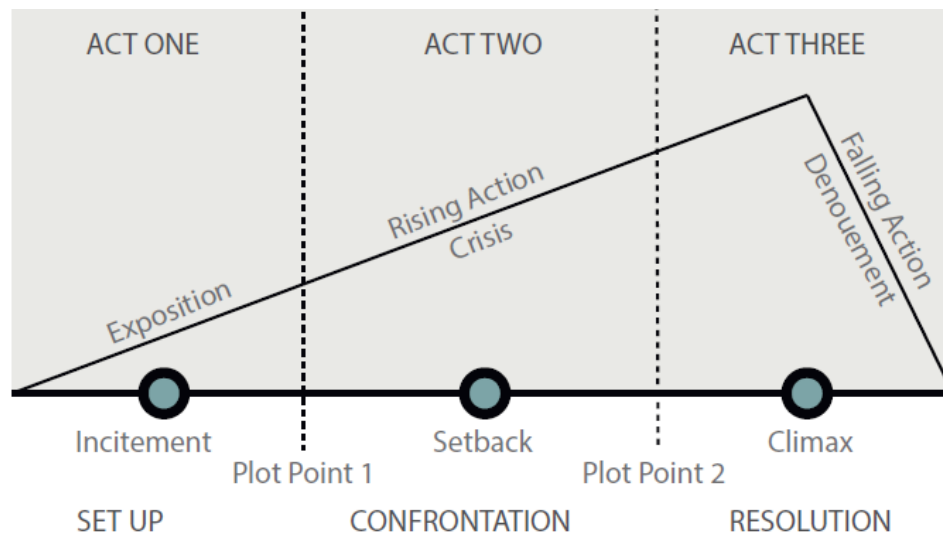 ACT ONE
ACT TWO
ACT THREE
Exposition
Rising Action
Crisis
Falling Action
Denouement
Incitement
Setback
Climax
Plot Point 1
Plot Point 2
SET UP
CONFRONTATION
RESOLUTION